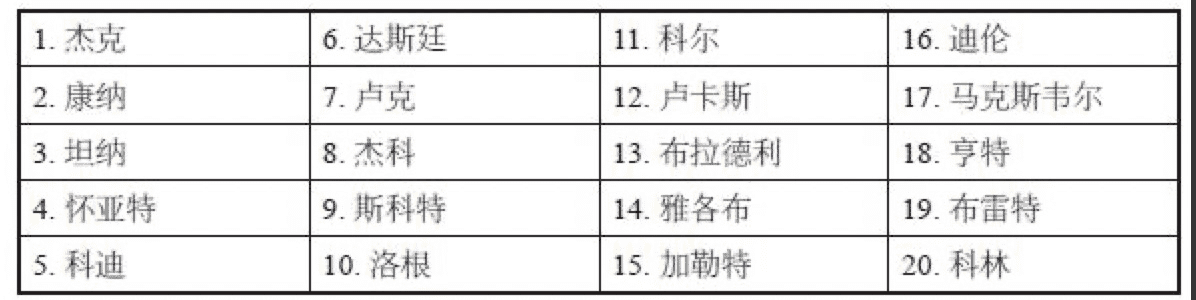 1. 杰克 6. 达斯廷 11. 科尔 16. 迪伦
2. 康纳 7. 卢克 12. 卢卡斯 17. 马克斯韦尔
3. 坦纳 8. 杰科 13. 布拉德利 18. 亨特
4. 怀亚特 9. 斯科特 14. 雅各布 19. 布雷特
5. 科迪 10. 洛根 15. 加勒特 20. 科林